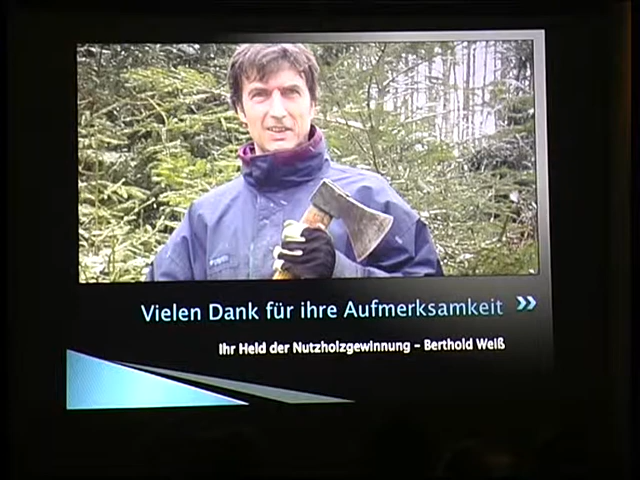 Vielen Dank für ihre Aufmerksamkeit
Ihr Held der Nutzholzgewinnung – Berthold Weiß